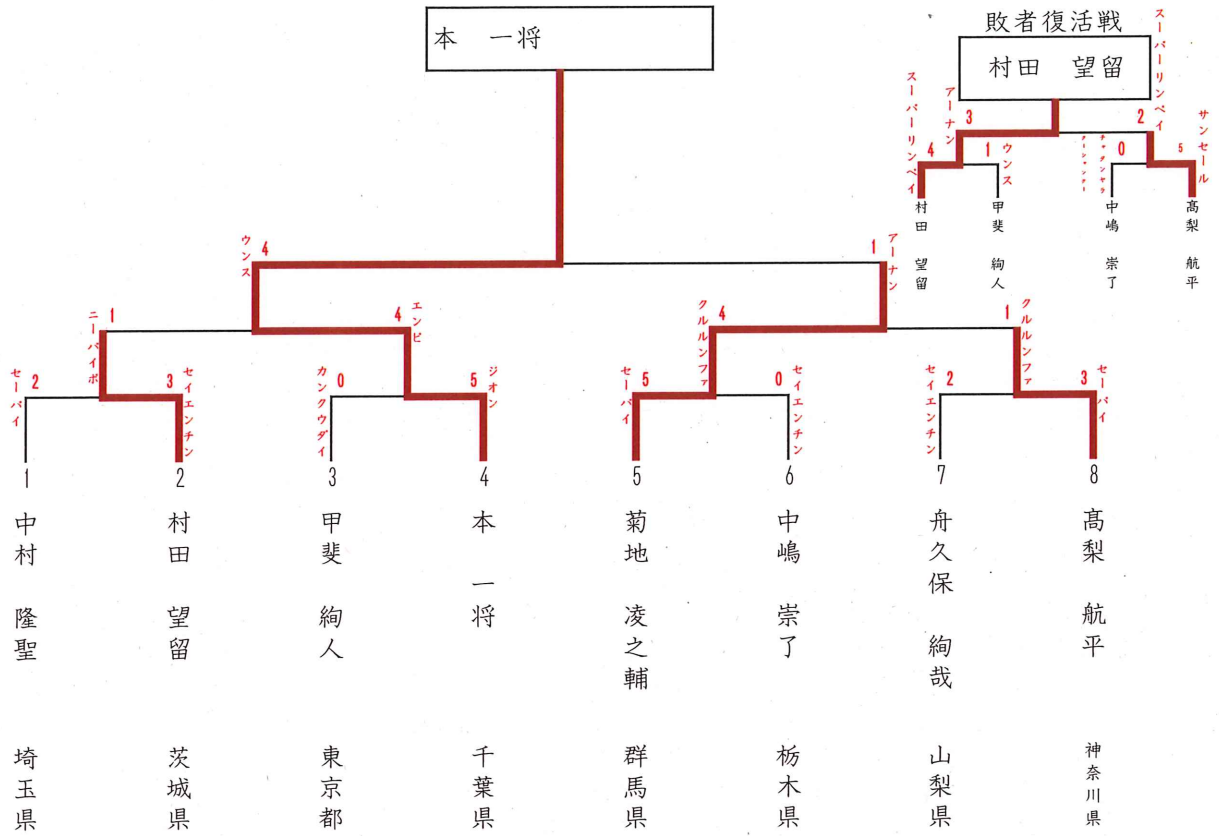 本 一将
敗者復活戦
村田 望留
スーパーリンペイ
アーナン
3
2
スーパーリンペイ
サンセール
4
1
ウンス
0
5
村田 望留
甲斐 絢人
中嶋 崇了
髙梨 航平
ウンス
4
1
アーナン
ニーパイポ
1
4
エンピ
クルルンファ
4
1
クルルンファ
セーパイ
2
3
セイエンチン
カンクウダイ
0
5
ジオン
セーパイ
5
0
セイエンチン
セイエンチン
2
3
セーパイ
1
2
3
4
5
6
7
8
中村 隆聖
村田 望留
甲斐 絢人
本 一将
菊地 凌之輔
中嶋 崇了
舟久保 絢哉
髙梨 航平
埼玉県
茨城県
東京都
千葉県
群馬県
栃木県
山梨県
神奈川県